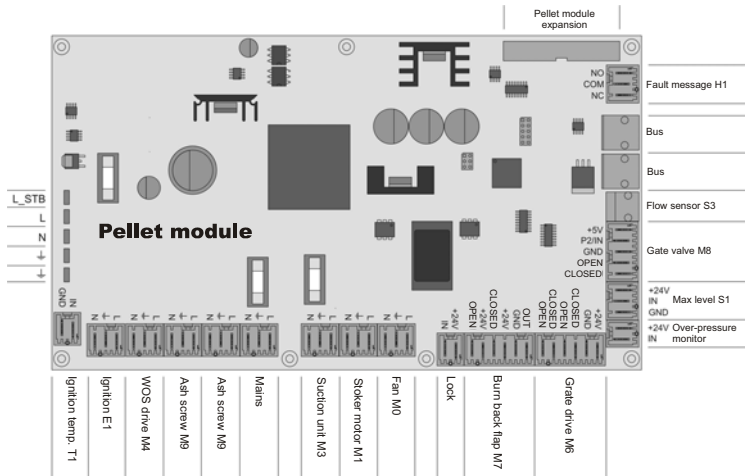 Pellet module
expansion
NO
COM
NC
Fault message H1
Bus
Bus
Flow sensor S3
+5V
P2/IN
GND
OPEN
CLOSED
Gate valve M8
+24V
IN
GND
Max level S1
+24V
IN
Over-pressure
monitor
L_STB
L
N
Pellet module
GND
IN
N
L
N
L
N
L
N
L
N
L
N
L
N
L
N
L
IN
+24V
OPEN
+24V
CLOSED
+24V
GND
OUT
OPEN
CLOSED
OPEN
CLOSED
GND
+24V
Ignition temp. T1
Ignition E1
WOS drive M4
Ash screw M9
Ash screw M9
Mains
Suction unit M3
Stoker motor M1
Fan M0
Lock
Burn back flap M7
Grate drive M6